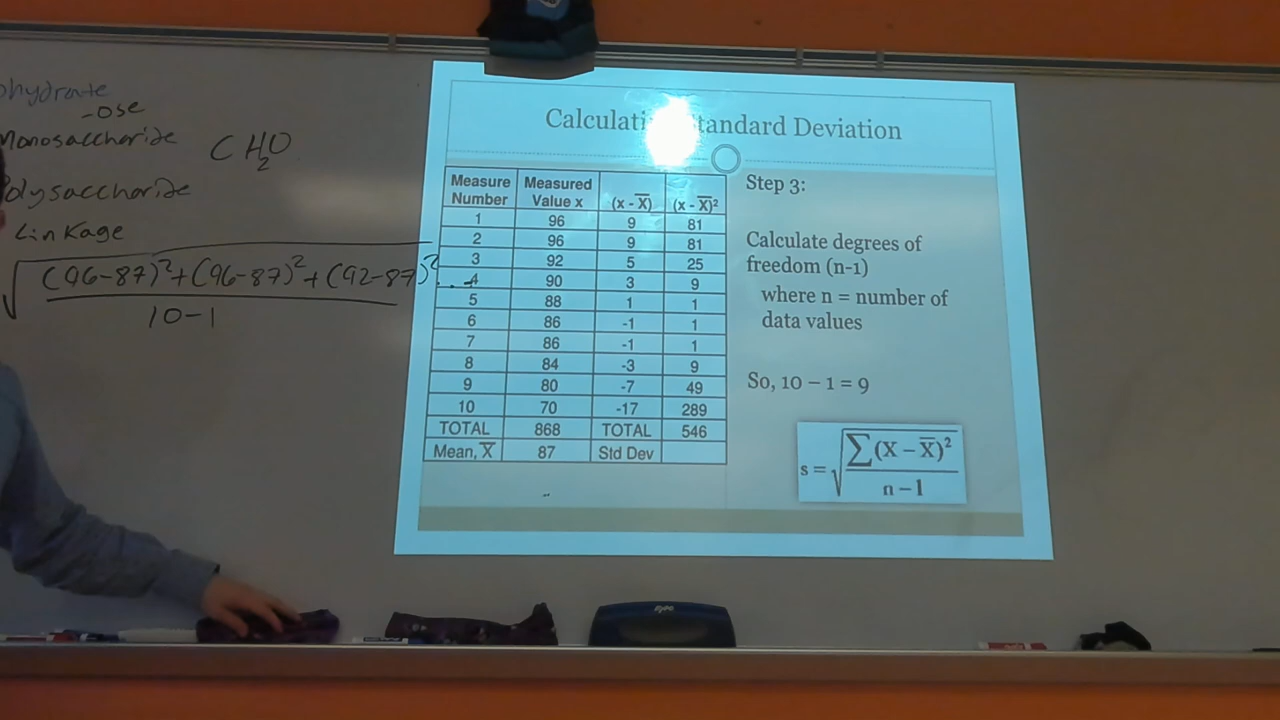 -ose
Monosaccharide
CH2O
Linkage
√ (96-87)²+(96-87)²+(92-87)² ...
10-1
Calculating Standard Deviation
Measure Number | Measured Value x | (x - X̅) | (x - X̅)²
1 | 96 | 9 | 81
2 | 96 | 9 | 81
3 | 92 | 5 | 25
4 | 90 | 3 | 9
5 | 88 | 1 | 1
6 | 86 | -1 | 1
7 | 86 | -1 | 1
8 | 84 | -3 | 9
9 | 80 | -7 | 49
10 | 70 | -17 | 289
TOTAL | 868 | TOTAL | 546
Mean, X̅ | 87 | Std Dev
Step 3:
Calculate degrees of
freedom (n-1)
where n = number of
data values
So, 10 – 1 = 9
s = √ ∑(X – X̅)²
n – 1
expo